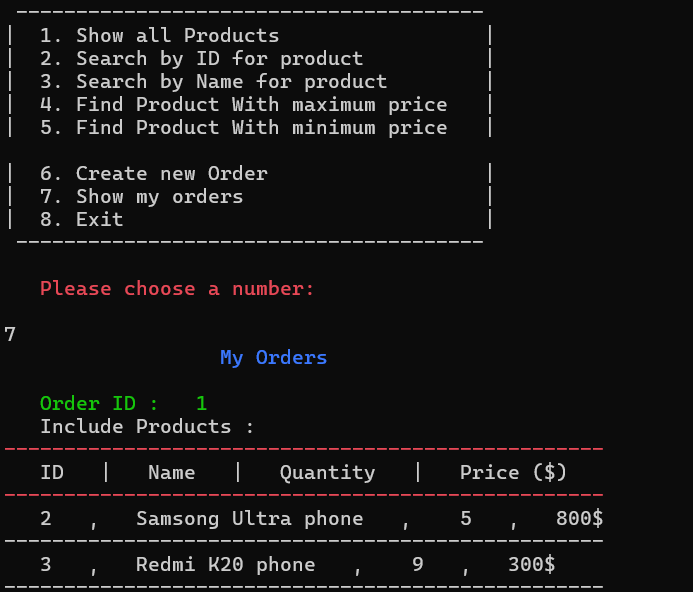 ---------------------------------------
|  1. Show all Products                 |
|  2. Search by ID for product          |
|  3. Search by Name for product        |
|  4. Find Product With maximum price   |
|  5. Find Product With minimum price   |
|  6. Create new Order                  |
|  7. Show my orders                    |
|  8. Exit                              |
---------------------------------------
Please choose a number:
7
My Orders
Order ID :   1
Include Products :
--------------------------------------------------
ID   |   Name   |   Quantity   |   Price ($)
--------------------------------------------------
2   ,   Samsong Ultra phone   ,    5   ,   800$
--------------------------------------------------
3   ,   Redmi K20 phone   ,    9   ,   300$
--------------------------------------------------